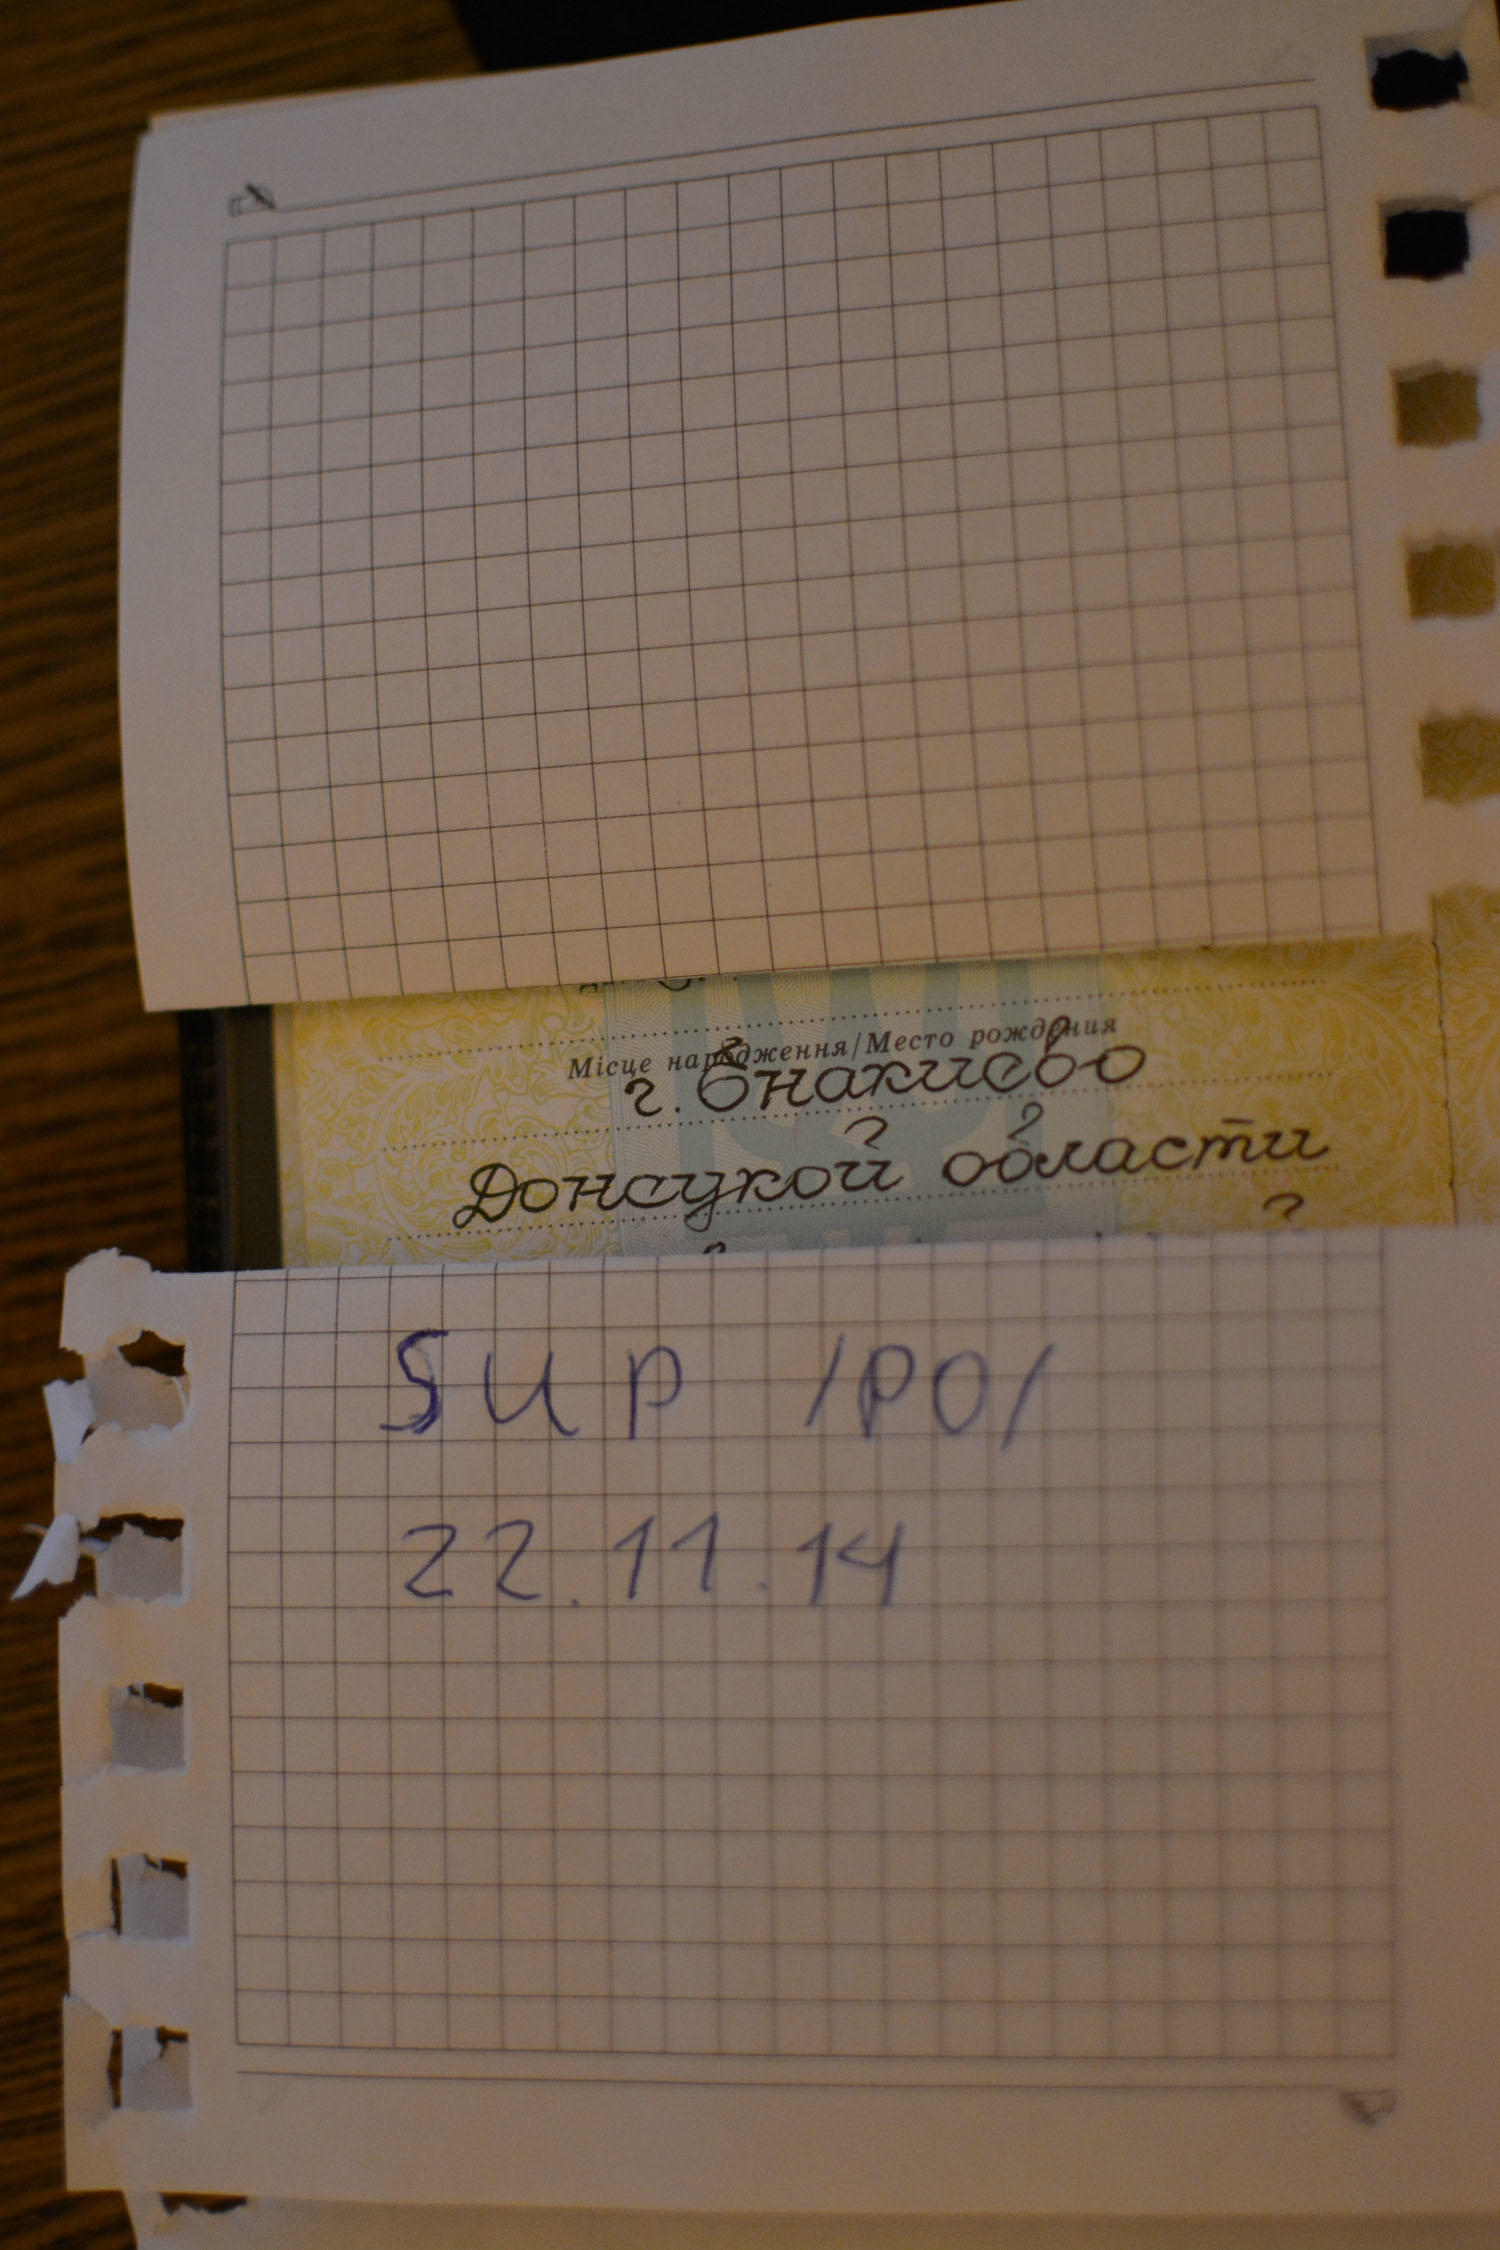 Місце народження/Место рождения
г. Енакиево
Донецкой области
Sup /po/
22.11.14